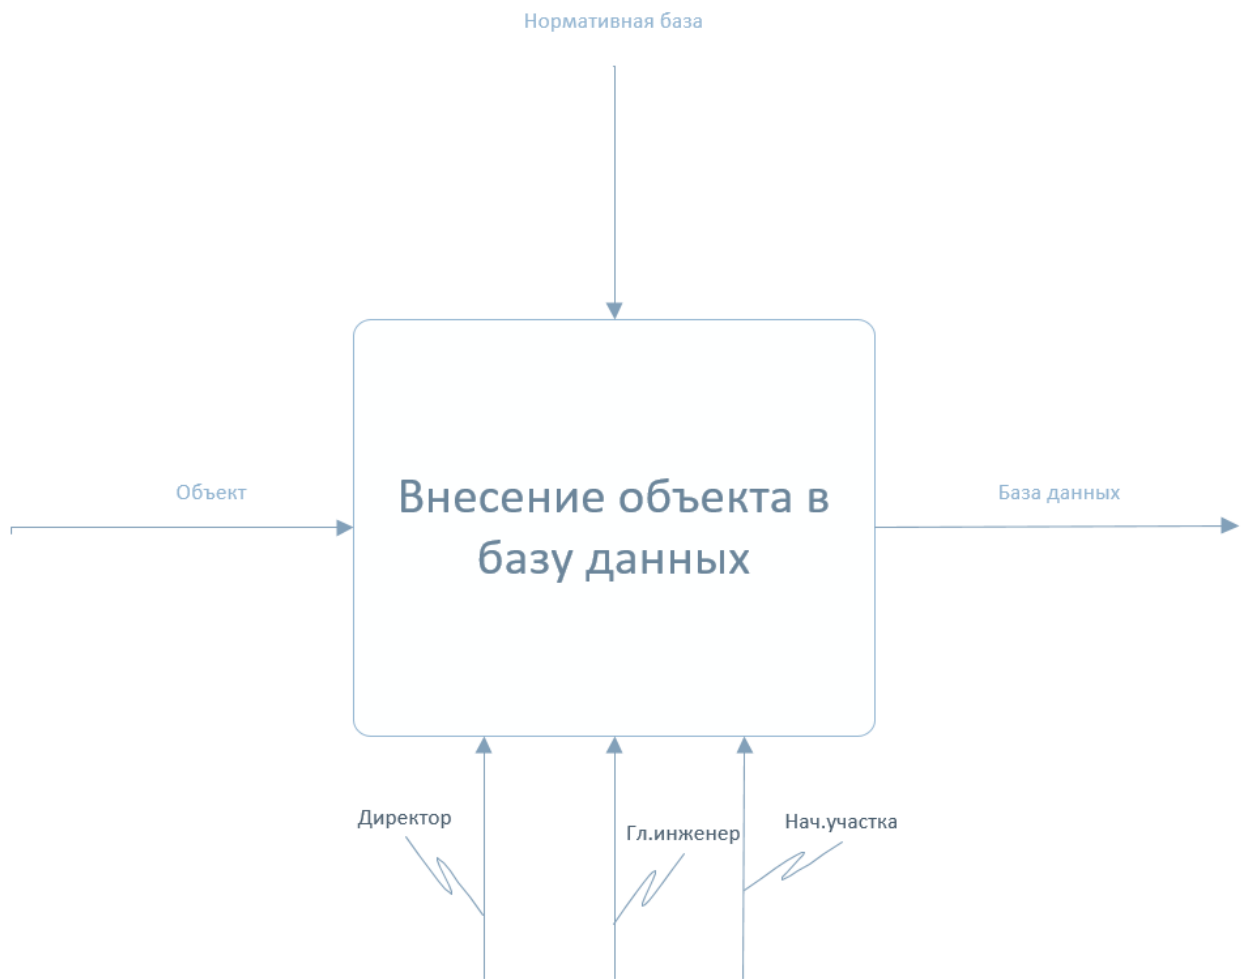 Нормативная база
Объект
База данных
Внесение объекта в
базу данных
Директор
Гл.инженер
Нач.участка